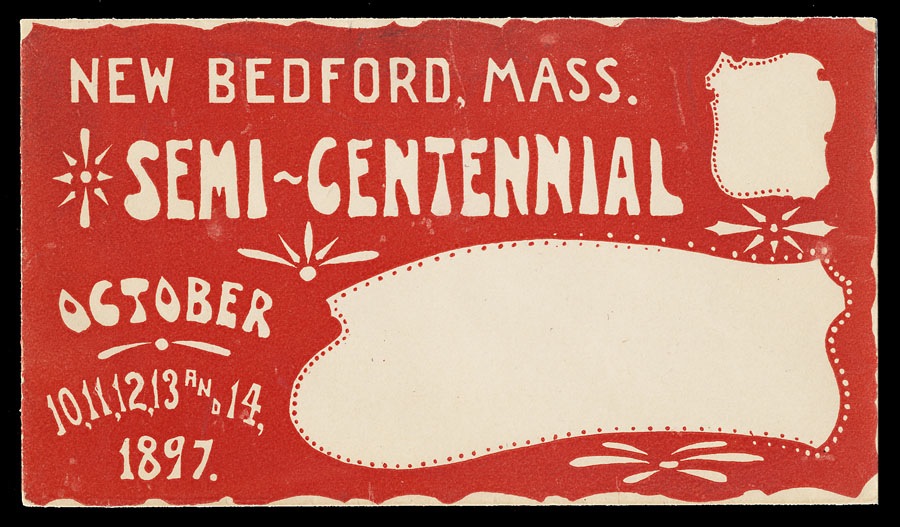 NEW BEDFORD, MASS.
SEMI~CENTENNIAL
OCTOBER
10,11,12,13 AND 14,
1897.